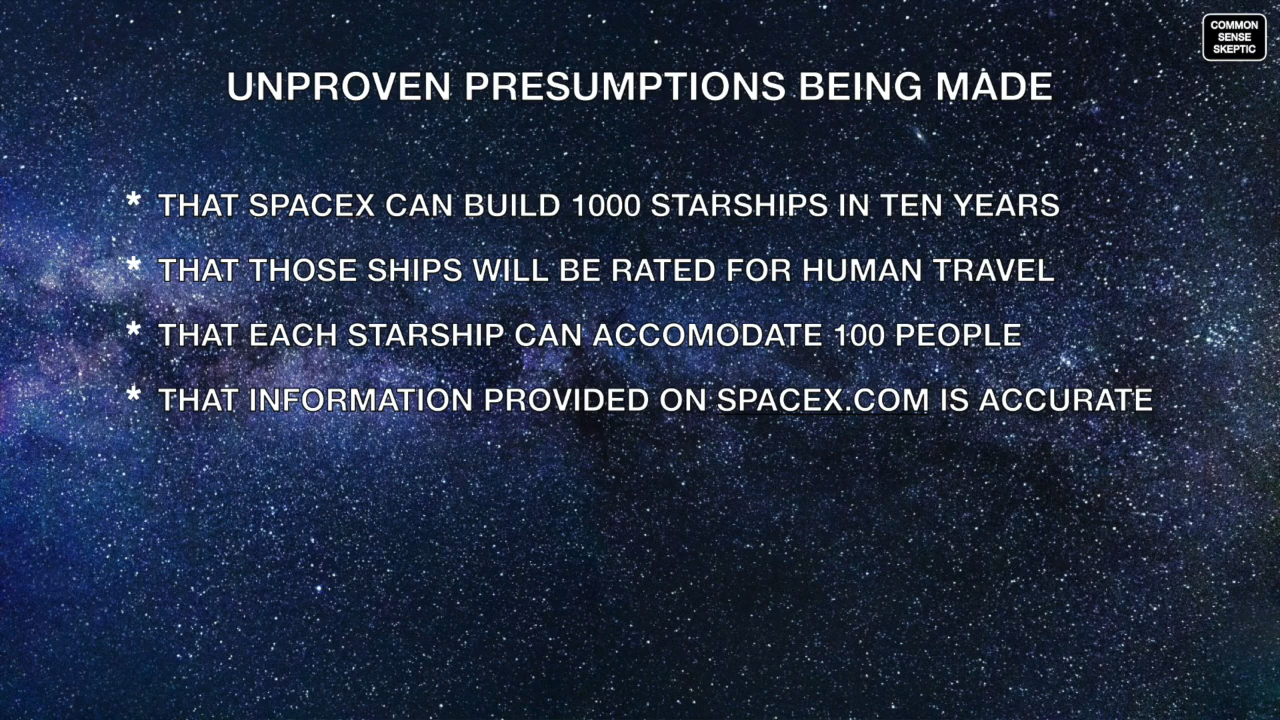 COMMON
SENSE
SKEPTIC
UNPROVEN PRESUMPTIONS BEING MADE
* THAT SPACEX CAN BUILD 1000 STARSHIPS IN TEN YEARS
* THAT THOSE SHIPS WILL BE RATED FOR HUMAN TRAVEL
* THAT EACH STARSHIP CAN ACCOMODATE 100 PEOPLE
* THAT INFORMATION PROVIDED ON SPACEX.COM IS ACCURATE